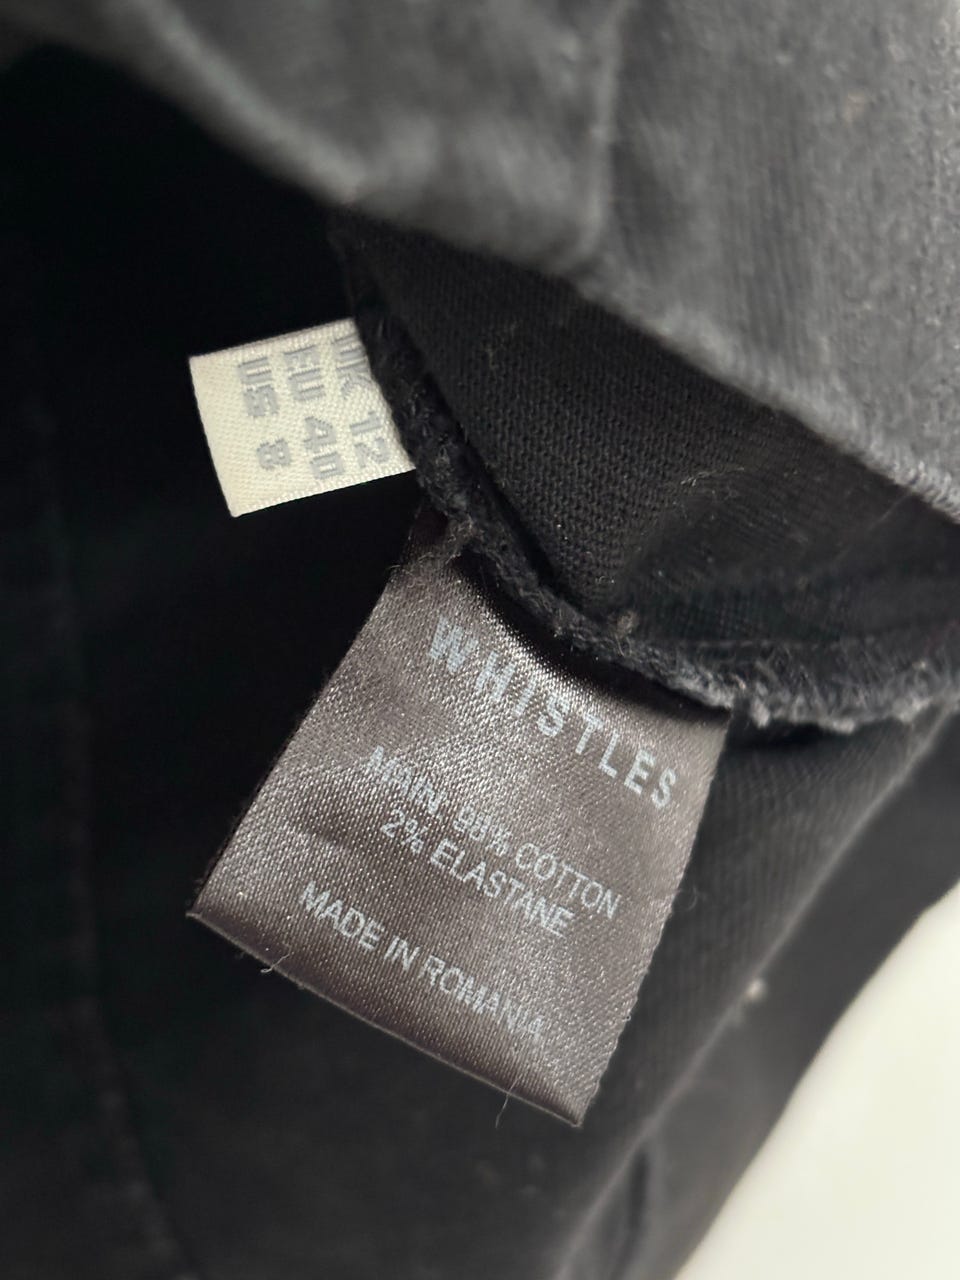 UK 12
EU 40
US 8
WHISTLES
MAIN: 98% COTTON
2% ELASTANE
MADE IN ROMANIA